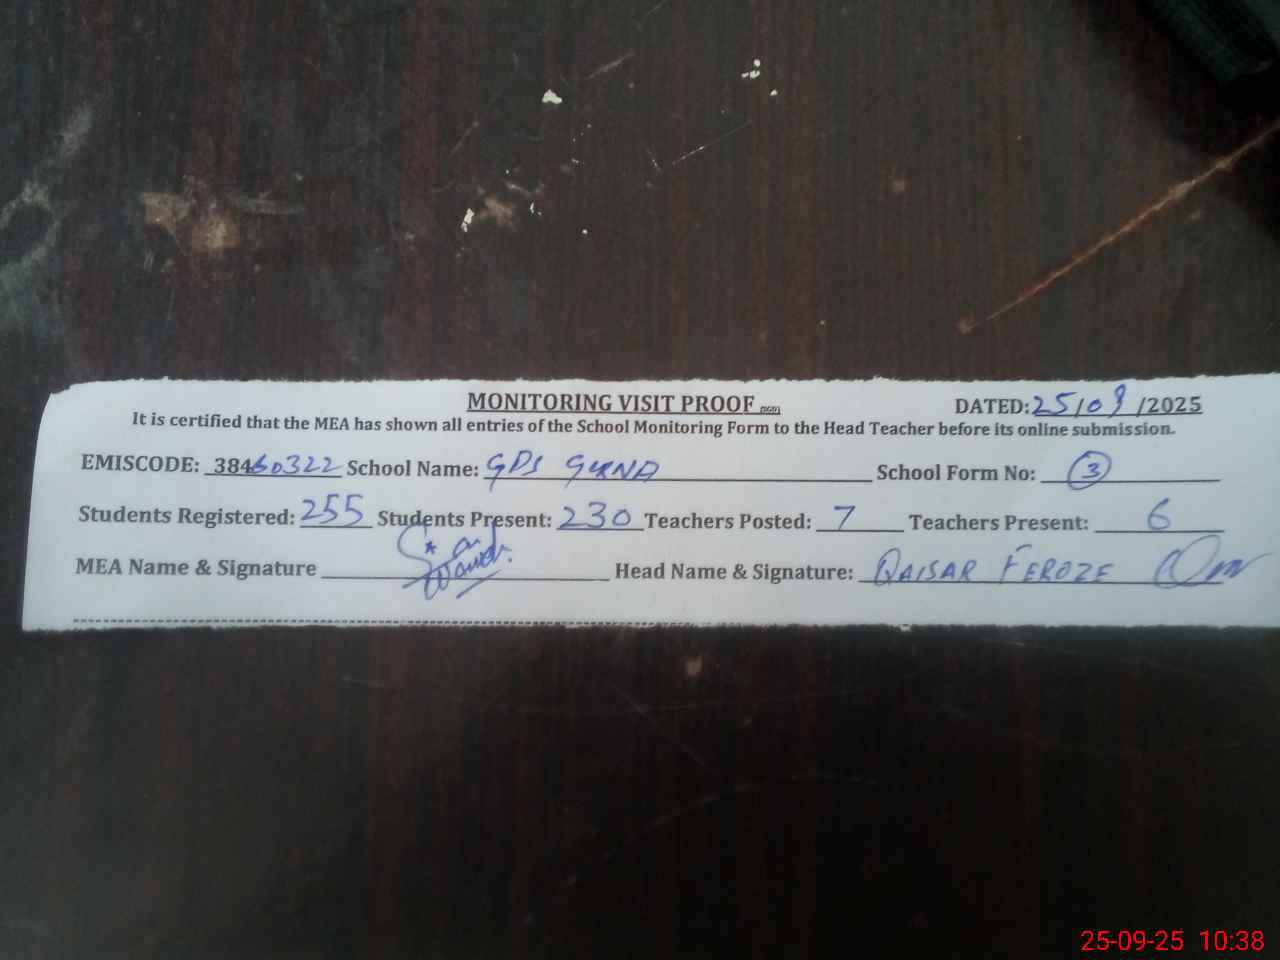 MONITORING VISIT PROOF
DATED: 25/09/2025
It is certified that the MEA has shown all entries of the School Monitoring Form to the Head Teacher before its online submission.
EMISCODE: 38460322 School Name: GPS GUND School Form No: 3
Students Registered: 255 Students Present: 230 Teachers Posted: 7 Teachers Present: 6
MEA Name & Signature Head Name & Signature: QAISAR FEROZE
25-09-25 10:38